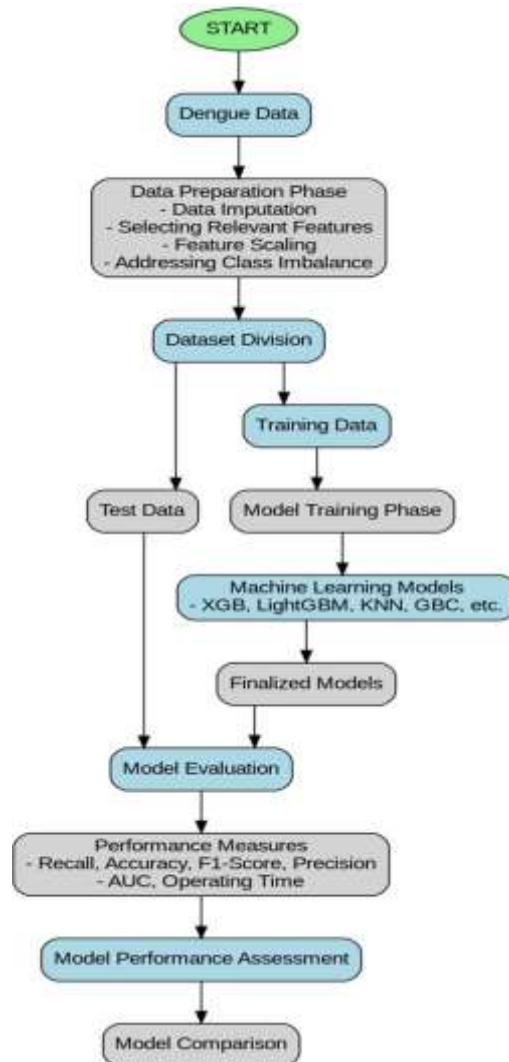 START
Dengue Data
Data Preparation Phase
- Data Imputation
- Selecting Relevant Features
- Feature Scaling
- Addressing Class Imbalance
Dataset Division
Training Data
Test Data
Model Training Phase
Machine Learning Models
- XGB, LightGBM, KNN, GBC, etc.
Finalized Models
Model Evaluation
Performance Measures
- Recall, Accuracy, F1-Score, Precision
- AUC, Operating Time
Model Performance Assessment
Model Comparison